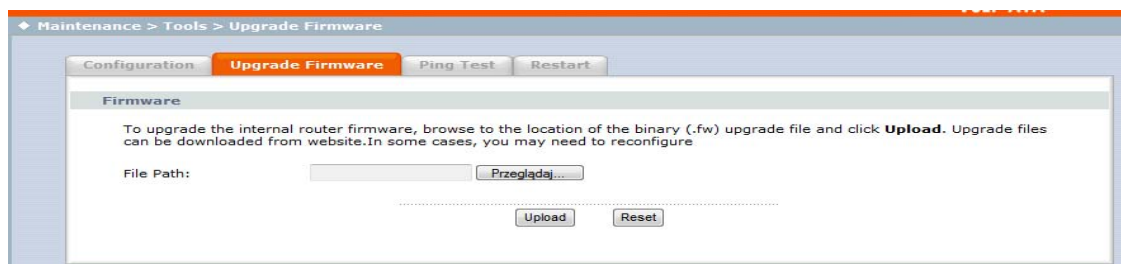 ◆ Maintenance > Tools > Upgrade Firmware
Configuration Upgrade Firmware Ping Test Restart
Firmware
To upgrade the internal router firmware, browse to the location of the binary (.fw) upgrade file and click Upload. Upgrade files
can be downloaded from website.In some cases, you may need to reconfigure
File Path: Przeglądaj...
Upload Reset